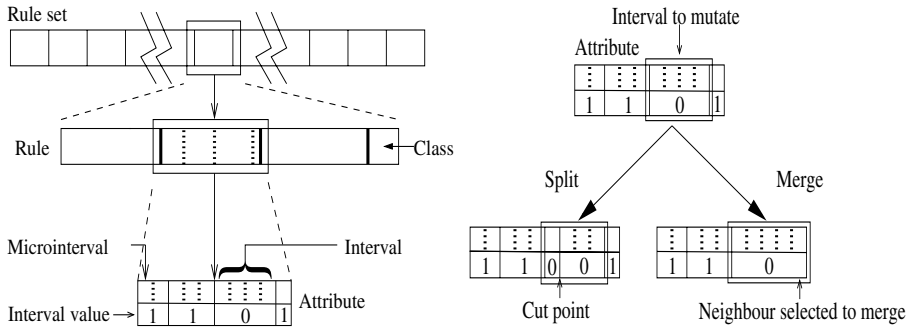 Rule set
Rule
Class
Microinterval
Interval
Attribute
Interval value
1 1 0 1
Interval to mutate
Attribute
1 1 0 1
Split
Merge
1 1 0 0 1
1 1 0
Cut point
Neighbour selected to merge